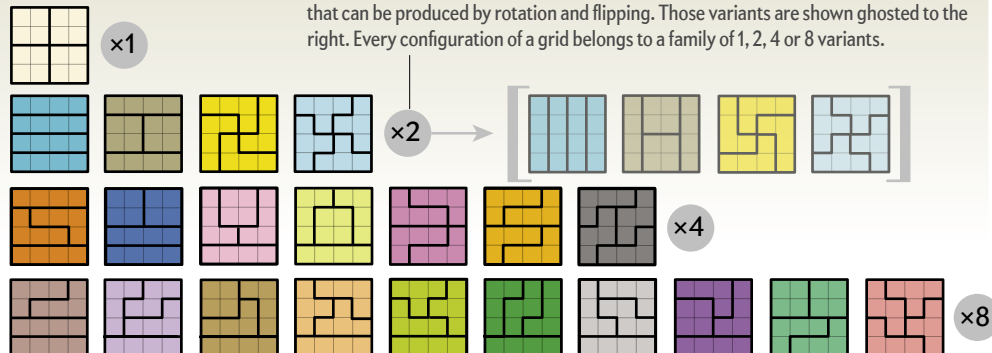 that can be produced by rotation and flipping. Those variants are shown ghosted to the
right. Every configuration of a grid belongs to a family of 1, 2, 4 or 8 variants.
×1
×2
×4
×8